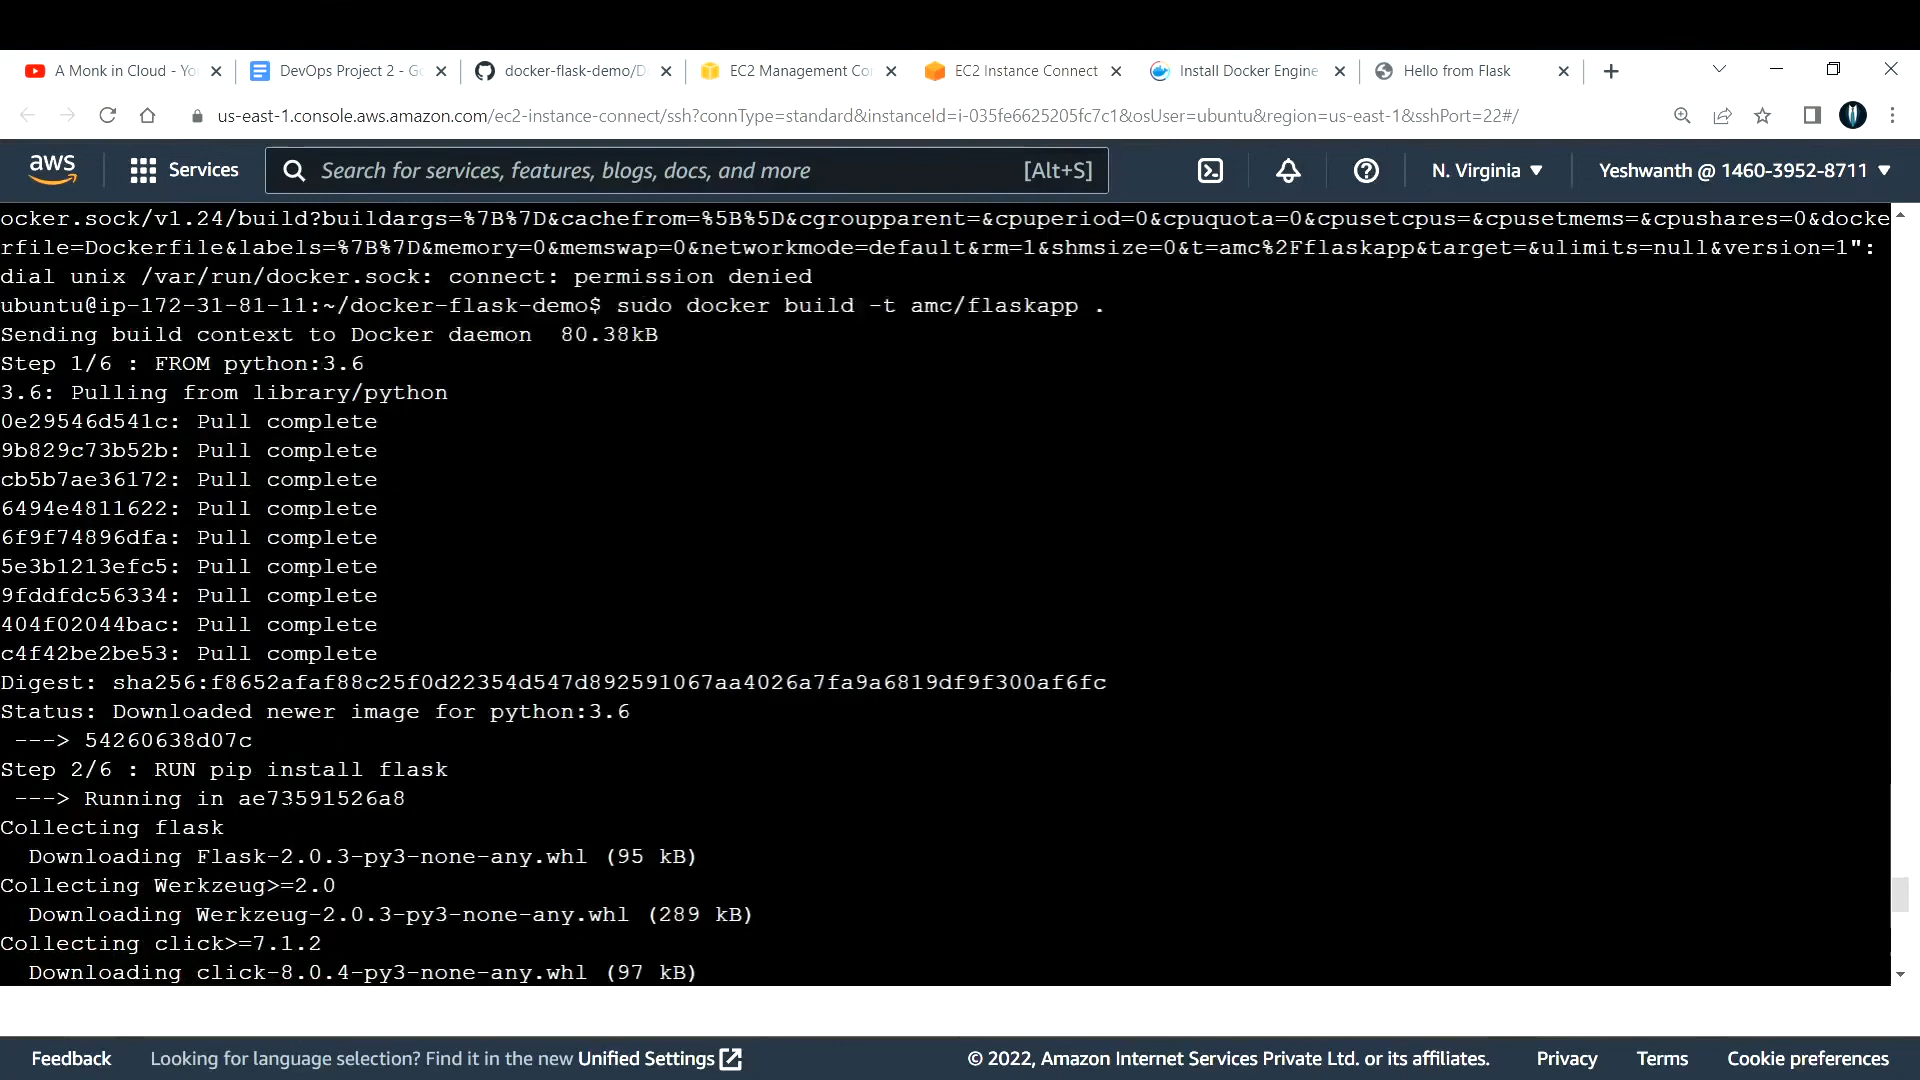 A Monk in Cloud - Yo
DevOps Project 2 - Go
docker-flask-demo/D
EC2 Management Con
EC2 Instance Connect
Install Docker Engine
Hello from Flask
us-east-1.console.aws.amazon.com/ec2-instance-connect/ssh?connType=standard&instanceId=i-035fe6625205fc7c1&osUser=ubuntu&region=us-east-1&sshPort=22#/
aws
Services
Search for services, features, blogs, docs, and more
[Alt+S]
N. Virginia
Yeshwanth @ 1460-3952-8711
ocker.sock/v1.24/build?buildargs=%7B%7D&cachefrom=%5B%5D&cgroupparent=&cpuperiod=0&cpuquota=0&cpusetcpus=&cpusetmems=&cpushares=0&docke
rfile=Dockerfile&labels=%7B%7D&memory=0&memswap=0&networkmode=default&rm=1&shmsize=0&t=amc%2Fflaskapp&target=&ulimits=null&version=1":
dial unix /var/run/docker.sock: connect: permission denied
ubuntu@ip-172-31-81-11:~/docker-flask-demo$ sudo docker build -t amc/flaskapp .
Sending build context to Docker daemon  80.38kB
Step 1/6 : FROM python:3.6
3.6: Pulling from library/python
0e29546d541c: Pull complete
9b829c73b52b: Pull complete
cb5b7ae36172: Pull complete
6494e4811622: Pull complete
6f9f74896dfa: Pull complete
5e3b1213efc5: Pull complete
9fddfdc56334: Pull complete
404f02044bac: Pull complete
c4f42be2be53: Pull complete
Digest: sha256:f8652afaf88c25f0d22354d547d892591067aa4026a7fa9a6819df9f300af6fc
Status: Downloaded newer image for python:3.6
---> 54260638d07c
Step 2/6 : RUN pip install flask
---> Running in ae73591526a8
Collecting flask
Downloading Flask-2.0.3-py3-none-any.whl (95 kB)
Collecting Werkzeug>=2.0
Downloading Werkzeug-2.0.3-py3-none-any.whl (289 kB)
Collecting click>=7.1.2
Downloading click-8.0.4-py3-none-any.whl (97 kB)
Feedback
Looking for language selection? Find it in the new Unified Settings
© 2022, Amazon Internet Services Private Ltd. or its affiliates.
Privacy
Terms
Cookie preferences